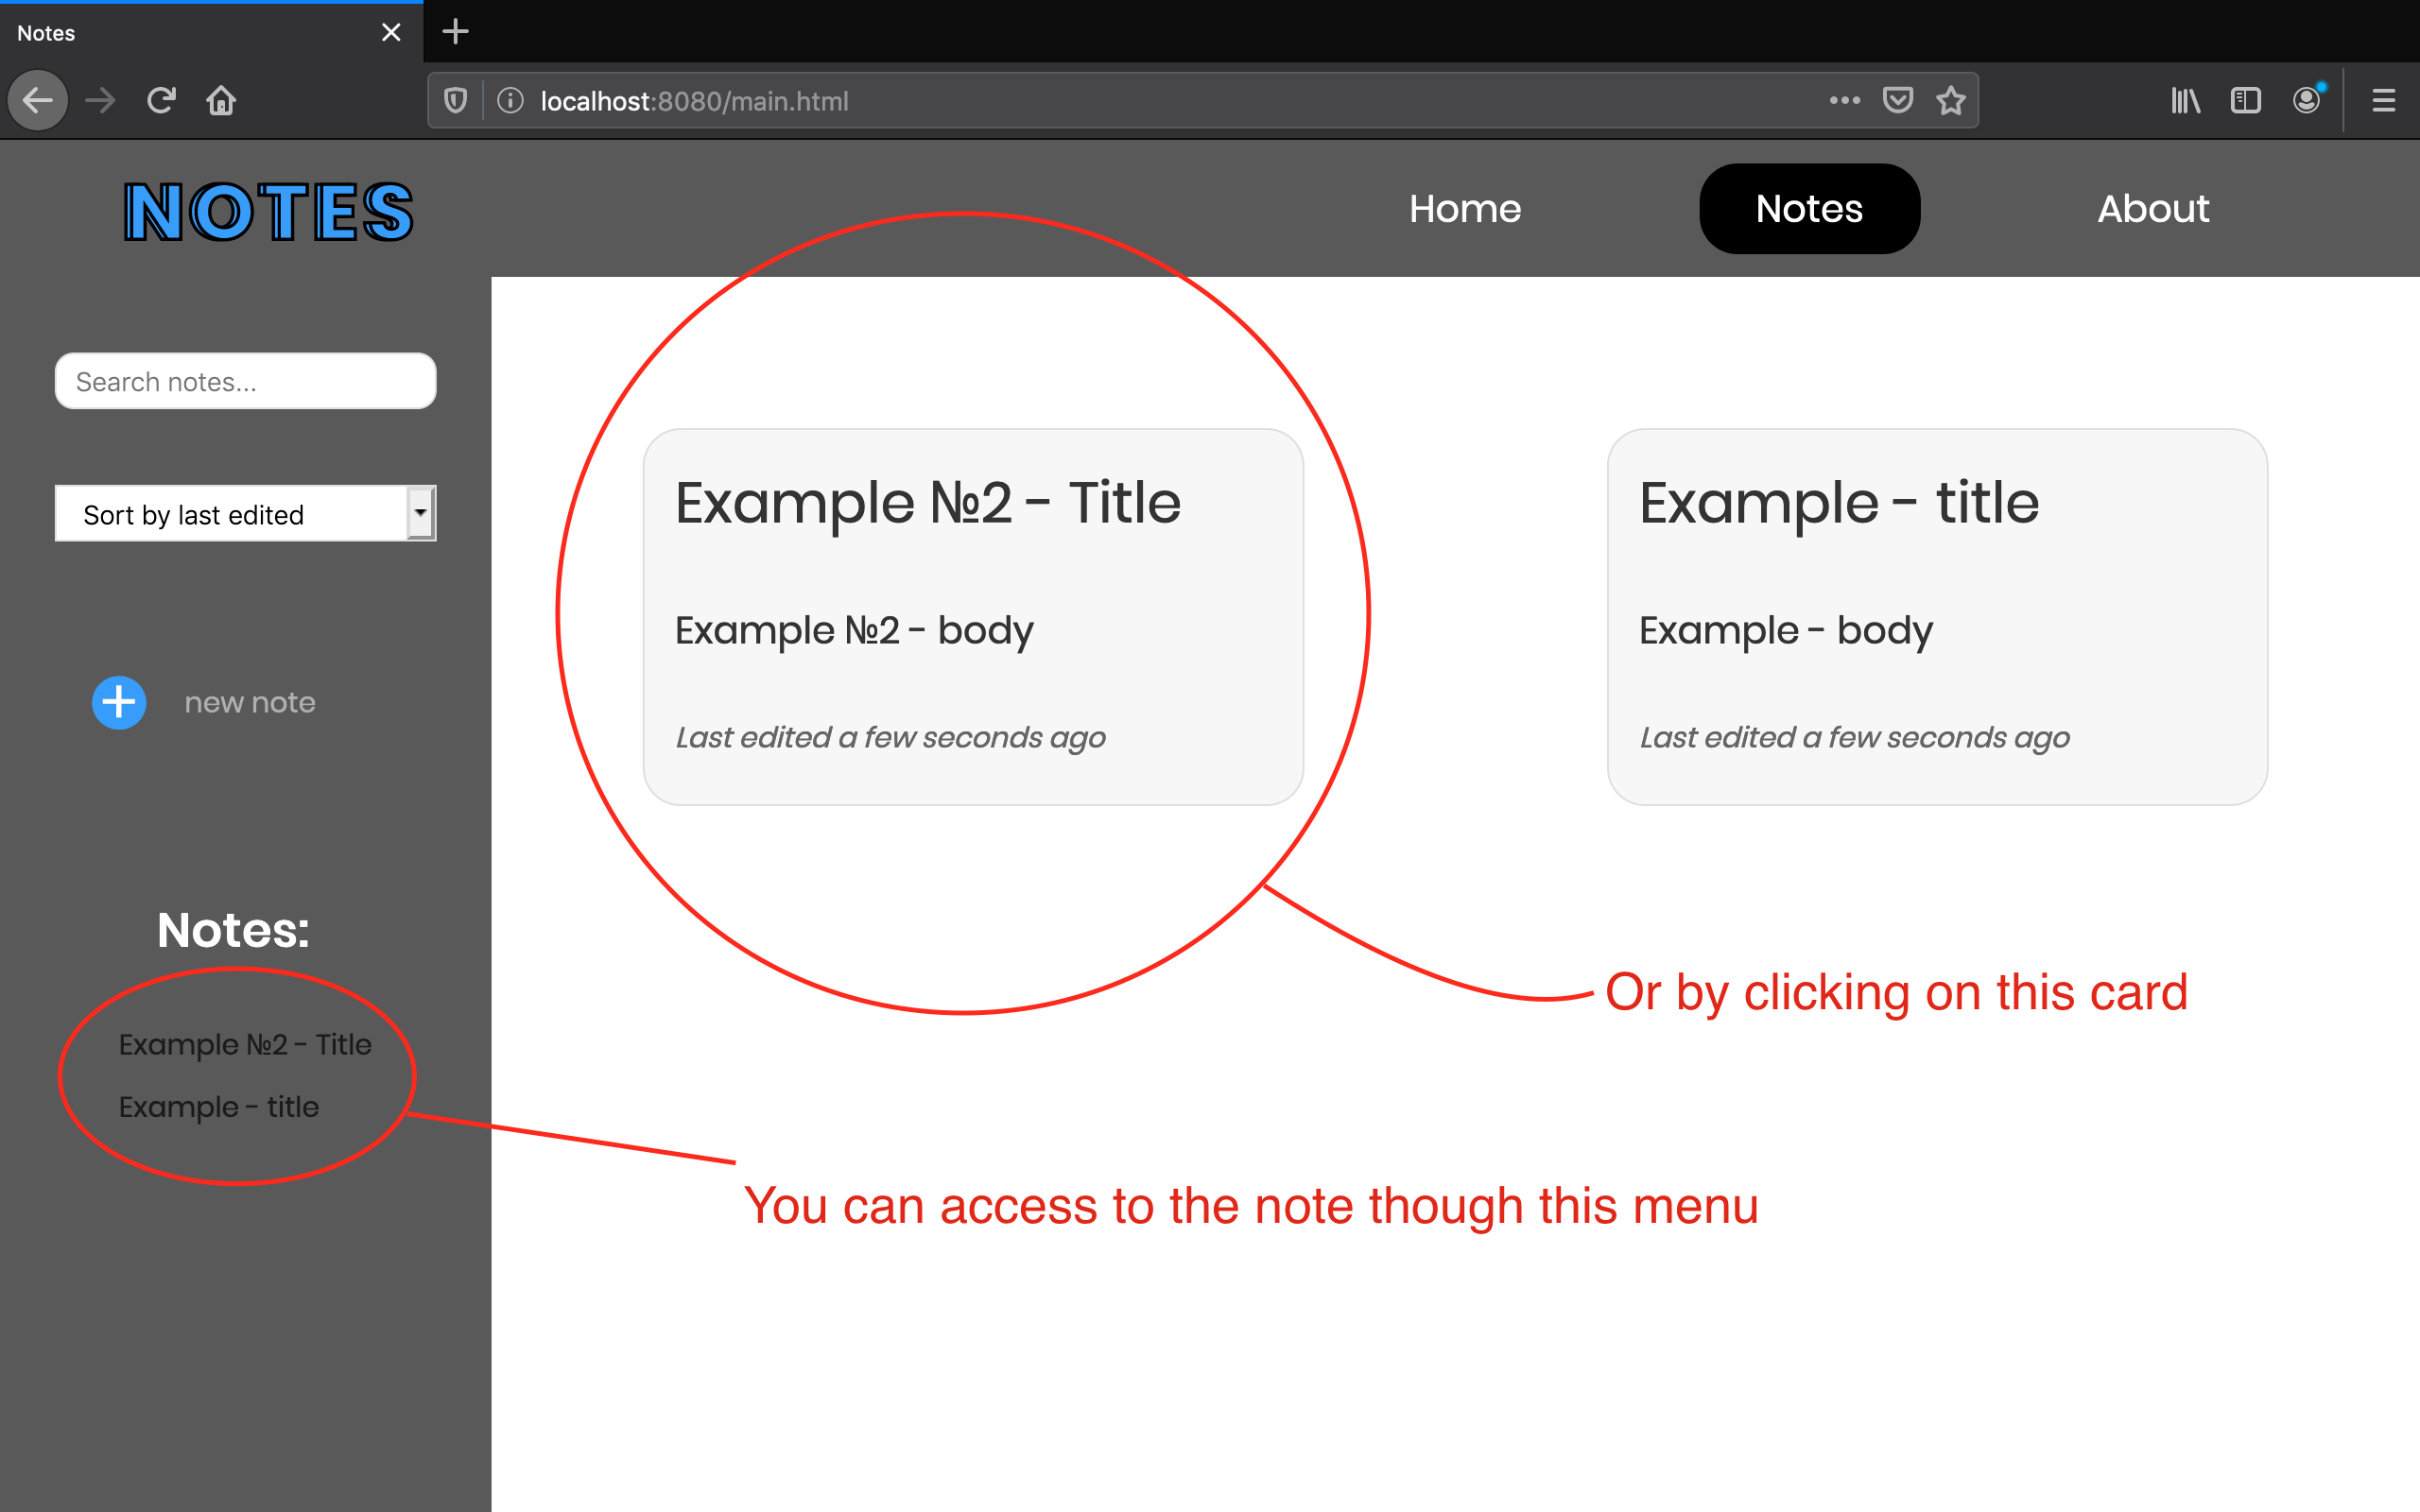 Notes
localhost:8080/main.html
NOTES
Home
Notes
About
Search notes...
Sort by last edited
new note
Notes:
Example №2 - Title
Example - title
Example №2 - Title
Example №2 - body
Last edited a few seconds ago
Example - title
Example - body
Last edited a few seconds ago
Or by clicking on this card
You can access to the note though this menu